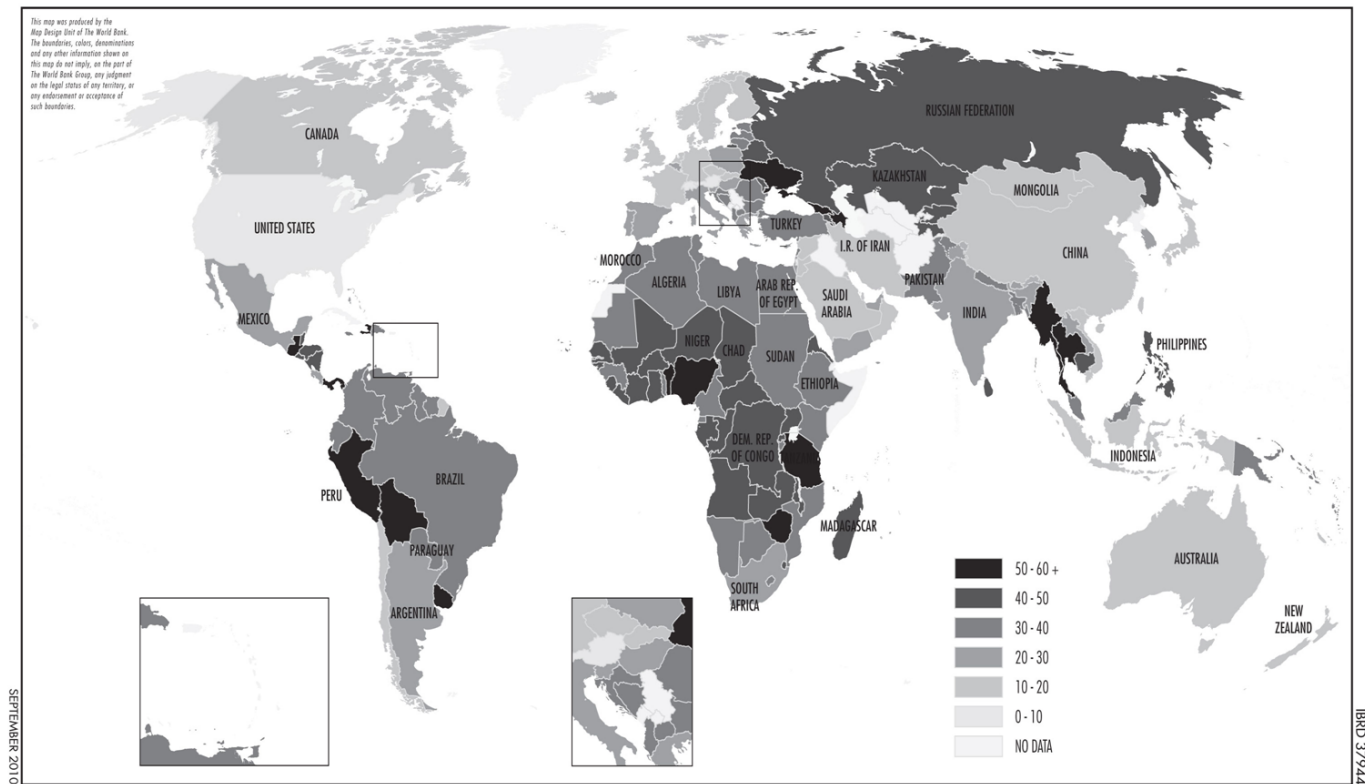 This map was produced by the
Map Design Unit of The World Bank.
The boundaries, colors, denominations
and any other information shown on
this map do not imply, on the part of
The World Bank Group, any judgment
on the legal status of any territory, or
any endorsement or acceptance of
such boundaries.
CANADA
UNITED STATES
MEXICO
PERU
BRAZIL
PARAGUAY
ARGENTINA
RUSSIAN FEDERATION
KAZAKHSTAN
MONGOLIA
CHINA
TURKEY
I.R. OF IRAN
PAKISTAN
INDIA
MOROCCO
ALGERIA
LIBYA
ARAB REP.
OF EGYPT
SAUDI
ARABIA
NIGER
CHAD
SUDAN
ETHIOPIA
DEM. REP.
OF CONGO
MADAGASCAR
SOUTH
AFRICA
PHILIPPINES
INDONESIA
AUSTRALIA
NEW
ZEALAND
50 - 60 +
40 - 50
30 - 40
20 - 30
10 - 20
0 - 10
NO DATA
SEPTEMBER 2010
IBRD 37944